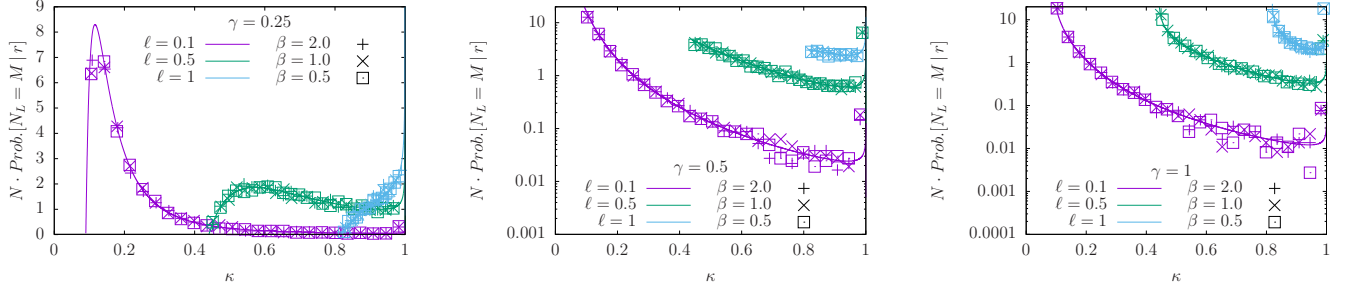 γ = 0.25
ℓ = 0.1 β = 2.0
ℓ = 0.5 β = 1.0
ℓ = 1 β = 0.5
N · Prob.[N_L = M | r]
9
8
7
6
5
4
3
2
1
0
0 0.2 0.4 0.6 0.8 1
κ
N · Prob.[N_L = M | r]
10
1
0.1
0.01
0.001
γ = 0.5
ℓ = 0.1 β = 2.0
ℓ = 0.5 β = 1.0
ℓ = 1 β = 0.5
0 0.2 0.4 0.6 0.8 1
κ
N · Prob.[N_L = M | r]
10
1
0.1
0.01
0.001
0.0001
γ = 1
ℓ = 0.1 β = 2.0
ℓ = 0.5 β = 1.0
ℓ = 1 β = 0.5
0 0.2 0.4 0.6 0.8 1
κ